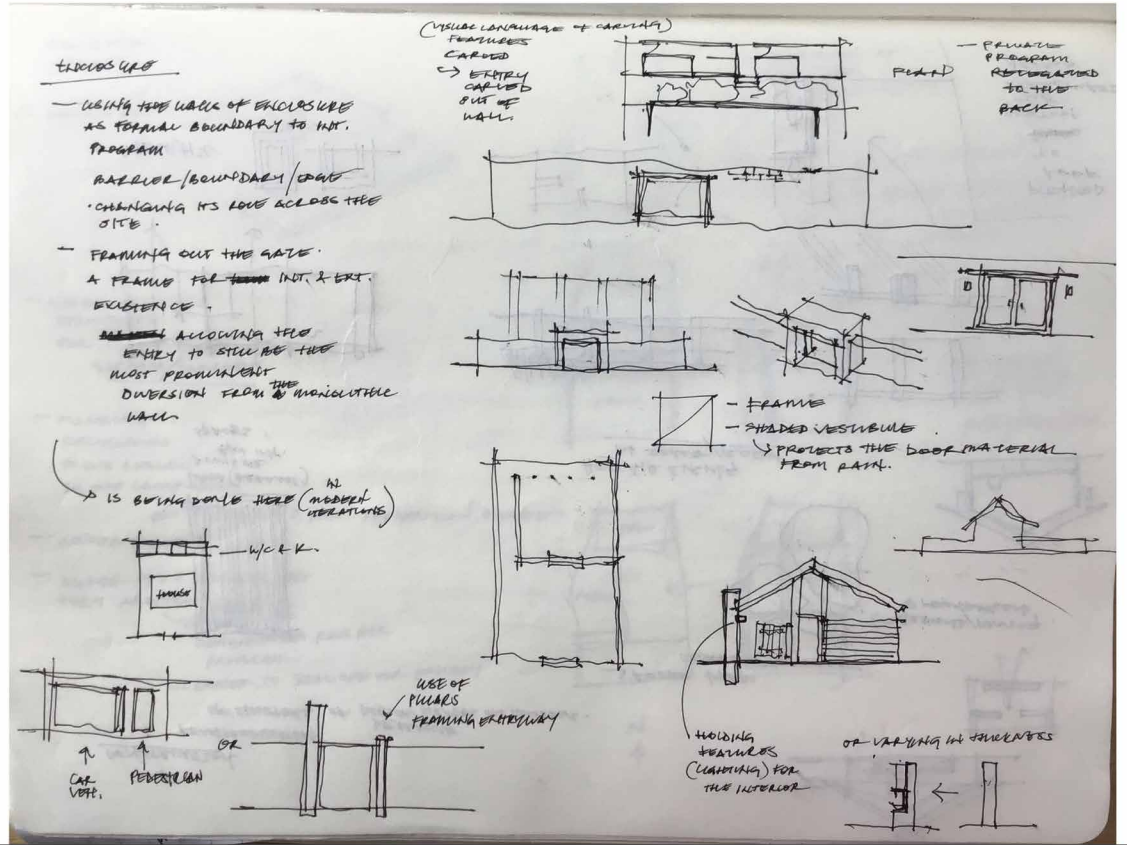 ENCLOSURE
— USING THE WALLS OF ENCLOSURE
AS FORMAL BOUNDARY TO INT.
PROGRAM
BARRIER/BOUNDARY/EDGE
• CHANGING ITS ROLE ACROSS THE
SITE.
— FRAMING OUT THE GATE.
A FRAME FOR INT. & EXT.
EXISTENCE.
ALLOWING THE
ENTRY TO STILL BE THE
MOST PROMINENT
DIVERSION FROM THE MONOLITHIC
WALL
IS BEING DONE HERE (IN
MODERN
ITERATIONS)
HOUSE
CAR
VEH.
PEDESTRIAN
OR
USE OF
PILLARS
FRAMING ENTRYWAY
(VISUAL LANGUAGE & CARVING)
FEATURES
CARVED
↳ ENTRY
CARVED
OUT OF
WALL.
— PRIVATE
PROGRAM
RELEGATED
TO THE
BACK.
— FRAME
— SHADED VESTIBULE
↳ PROTECTS THE DOOR MATERIAL
FROM RAIN.
HOLDING
FEATURES
(LIGHTING) FOR
THE INTERIOR
OR VARYING IN THICKNESS